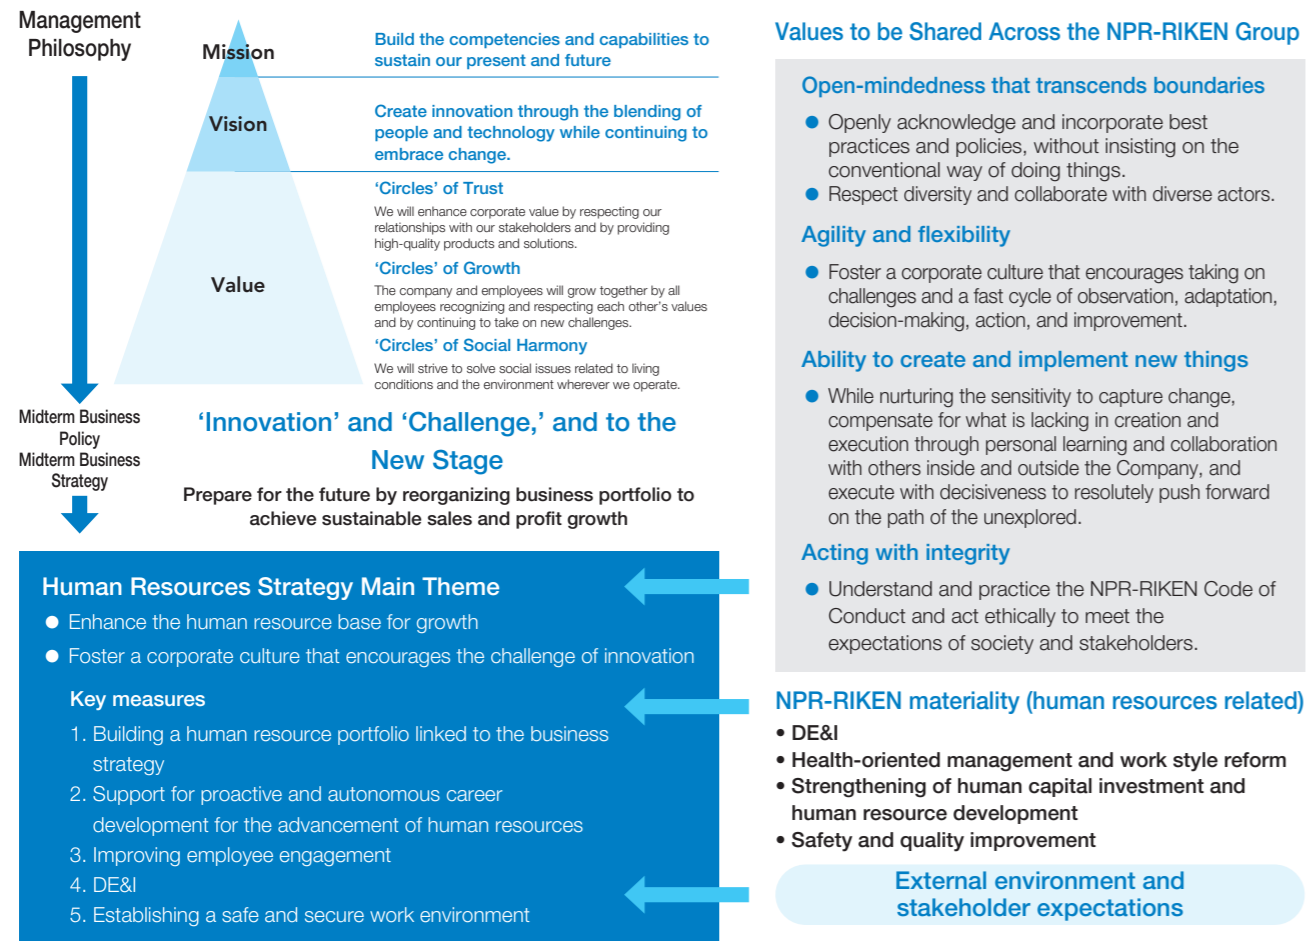 Management
Philosophy
Mission
Build the competencies and capabilities to
sustain our present and future
Vision
Create innovation through the blending of
people and technology while continuing to
embrace change.
Value
‘Circles’ of Trust
We will enhance corporate value by respecting our
relationships with our stakeholders and by providing
high-quality products and solutions.
‘Circles’ of Growth
The company and employees will grow together by all
employees recognizing and respecting each other’s values
and by continuing to take on new challenges.
‘Circles’ of Social Harmony
We will strive to solve social issues related to living
conditions and the environment wherever we operate.
Midterm Business
Policy
Midterm Business
Strategy
‘Innovation’ and ‘Challenge,’ and to the
New Stage
Prepare for the future by reorganizing business portfolio to
achieve sustainable sales and profit growth
Human Resources Strategy Main Theme
● Enhance the human resource base for growth
● Foster a corporate culture that encourages the challenge of innovation
Key measures
1. Building a human resource portfolio linked to the business
strategy
2. Support for proactive and autonomous career
development for the advancement of human resources
3. Improving employee engagement
4. DE&I
5. Establishing a safe and secure work environment
Values to be Shared Across the NPR-RIKEN Group
Open-mindedness that transcends boundaries
● Openly acknowledge and incorporate best
practices and policies, without insisting on the
conventional way of doing things.
● Respect diversity and collaborate with diverse actors.
Agility and flexibility
● Foster a corporate culture that encourages taking on
challenges and a fast cycle of observation, adaptation,
decision-making, action, and improvement.
Ability to create and implement new things
● While nurturing the sensitivity to capture change,
compensate for what is lacking in creation and
execution through personal learning and collaboration
with others inside and outside the Company, and
execute with decisiveness to resolutely push forward
on the path of the unexplored.
Acting with integrity
● Understand and practice the NPR-RIKEN Code of
Conduct and act ethically to meet the
expectations of society and stakeholders.
NPR-RIKEN materiality (human resources related)
• DE&I
• Health-oriented management and work style reform
• Strengthening of human capital investment and
human resource development
• Safety and quality improvement
External environment and
stakeholder expectations